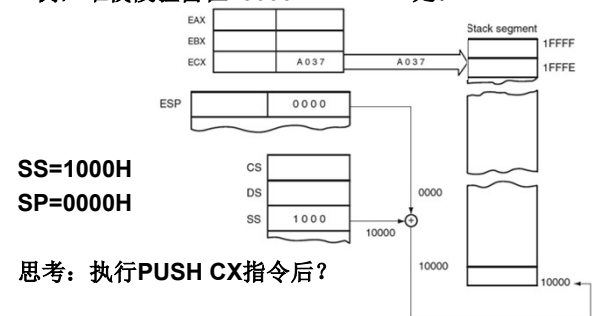 EAX
EBX
ECX
A037
A037
Stack segment
1FFFF
1FFFE
ESP
0000
SS=1000H
SP=0000H
CS
DS
SS
1000
10000
0000
10000
10000
思考：执行PUSH CX指令后？